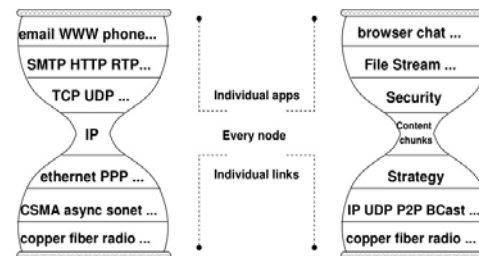 email WWW phone...
SMTP HTTP RTP...
TCP UDP ...
IP
ethernet PPP ...
CSMA async sonet ...
copper fiber radio ...
Individual apps
Every node
Individual links
browser chat ...
File Stream ...
Security
Content
chunks
Strategy
IP UDP P2P BCast ...
copper fiber radio ...